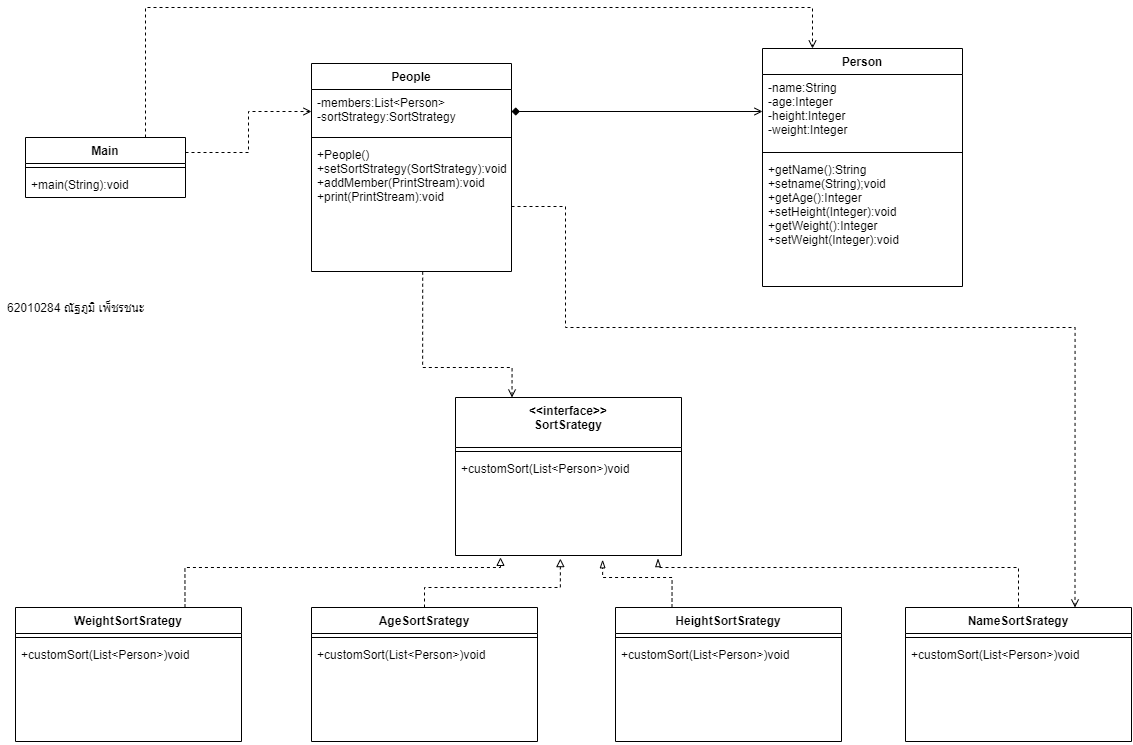 Main
+main(String):void
People
-members:List<Person>
-sortStrategy:SortStrategy
+People()
+setSortStrategy(SortStrategy):void
+addMember(PrintStream):void
+print(PrintStream):void
Person
-name:String
-age:Integer
-height:Integer
-weight:Integer
+getName():String
+setname(String);void
+getAge():Integer
+setHeight(Integer):void
+getWeight():Integer
+setWeight(Integer):void
62010284 ณัฐภูมิ เพ็ชรชนะ
<<interface>>
SortSrategy
+customSort(List<Person>)void
WeightSortSrategy
+customSort(List<Person>)void
AgeSortSrategy
+customSort(List<Person>)void
HeightSortSrategy
+customSort(List<Person>)void
NameSortSrategy
+customSort(List<Person>)void